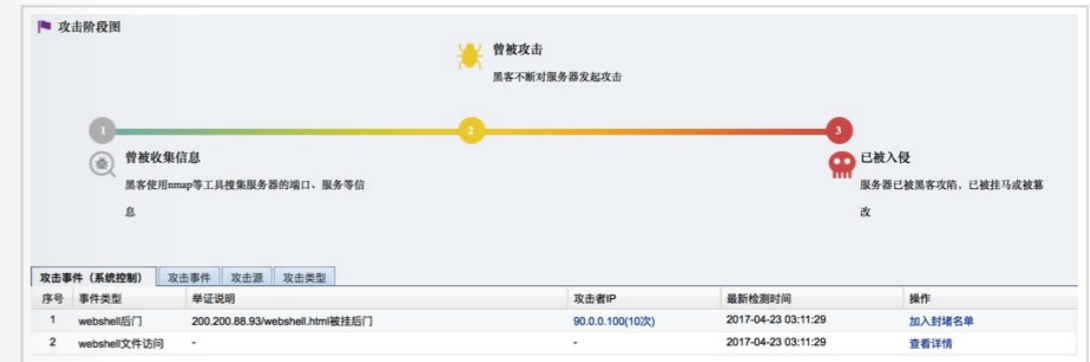 攻击阶段图
曾被攻击
黑客不断对服务器发起攻击
1
2
3
曾被收集信息
黑客使用nmap等工具搜集服务器的端口、服务等信
息
已被入侵
服务器已被黑客攻陷，已被挂马或被篡
改
攻击事件（系统控制） 攻击事件 攻击源 攻击类型
序号 事件类型 举证说明 攻击者IP 最新检测时间 操作
1 webshell后门 200.200.88.93/webshell.html被挂后门 90.0.0.100(10次) 2017-04-23 03:11:29 加入封堵名单
2 webshell文件访问 - - 2017-04-23 03:11:29 查看详情